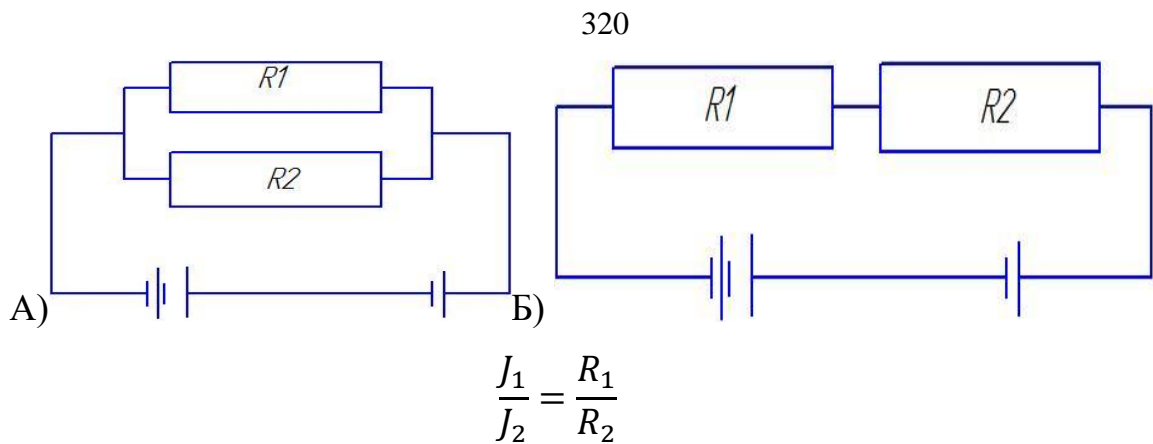 320
R1
R2
R1 R2
А) Б)
J₁/J₂ = R₁/R₂